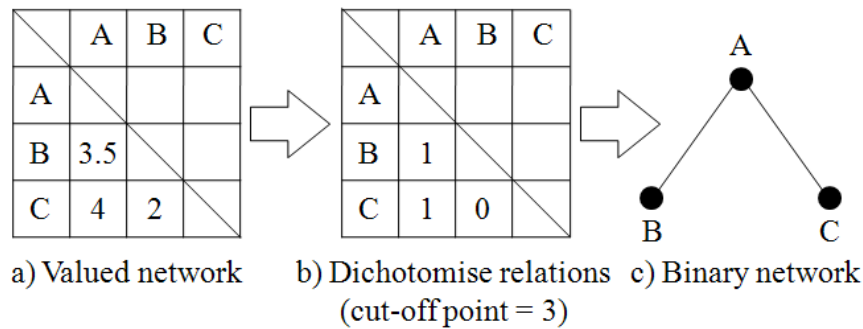 A B C A B C A
A A
B 3.5 B 1
C 4 2 C 1 0 B C
a) Valued network b) Dichotomise relations c) Binary network
(cut-off point = 3)